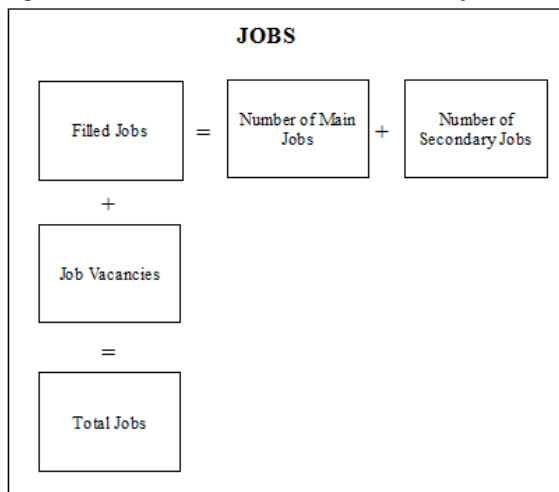 JOBS
Filled Jobs
=
Number of Main
Jobs
+
Number of
Secondary Jobs
+
Job Vacancies
=
Total Jobs